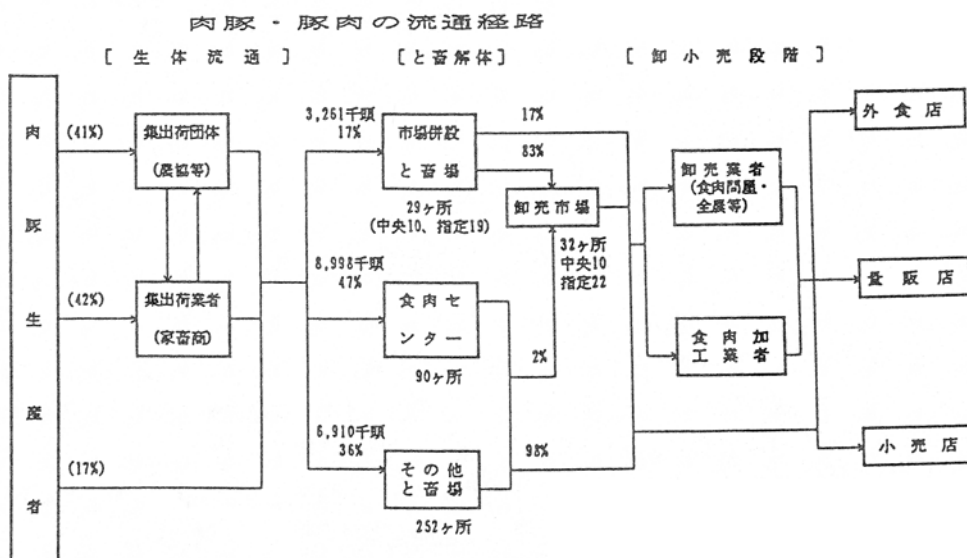 肉豚・豚肉の流通経路
[生体流通]
[と畜解体]
[卸小売段階]
肉豚生産者
(41%)
集出荷団体
(農協等)
(42%)
集出荷業者
(家畜商)
(17%)
3,261千頭
17%
市場併設
と畜場
29ヶ所
(中央10、指定19)
8,998千頭
47%
食肉セ
ンター
90ヶ所
6,910千頭
36%
その他
と畜場
252ヶ所
17%
83%
卸売市場
32ヶ所
中央10
指定22
2%
98%
卸売業者
(食肉問屋・
全農等)
食肉加
工業者
外食店
量販店
小売店